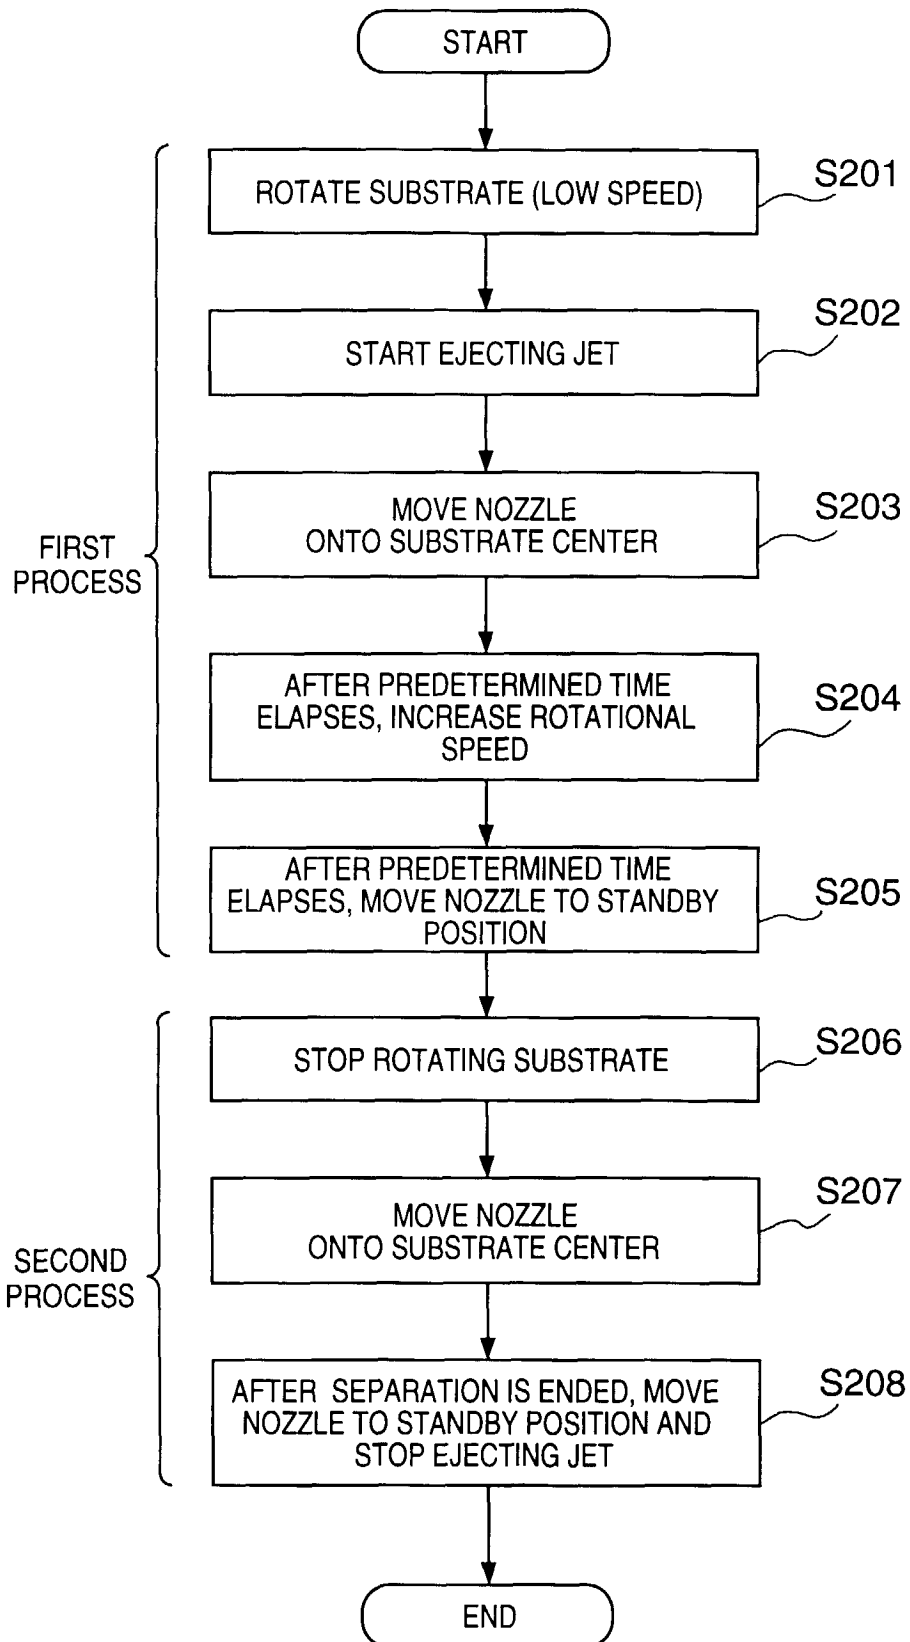 START
ROTATE SUBSTRATE (LOW SPEED)
S201
START EJECTING JET
S202
MOVE NOZZLE
ONTO SUBSTRATE CENTER
S203
FIRST
PROCESS
AFTER PREDETERMINED TIME
ELAPSES, INCREASE ROTATIONAL
SPEED
S204
AFTER PREDETERMINED TIME
ELAPSES, MOVE NOZZLE TO STANDBY
POSITION
S205
STOP ROTATING SUBSTRATE
S206
MOVE NOZZLE
ONTO SUBSTRATE CENTER
S207
SECOND
PROCESS
AFTER SEPARATION IS ENDED, MOVE
NOZZLE TO STANDBY POSITION AND
STOP EJECTING JET
S208
END